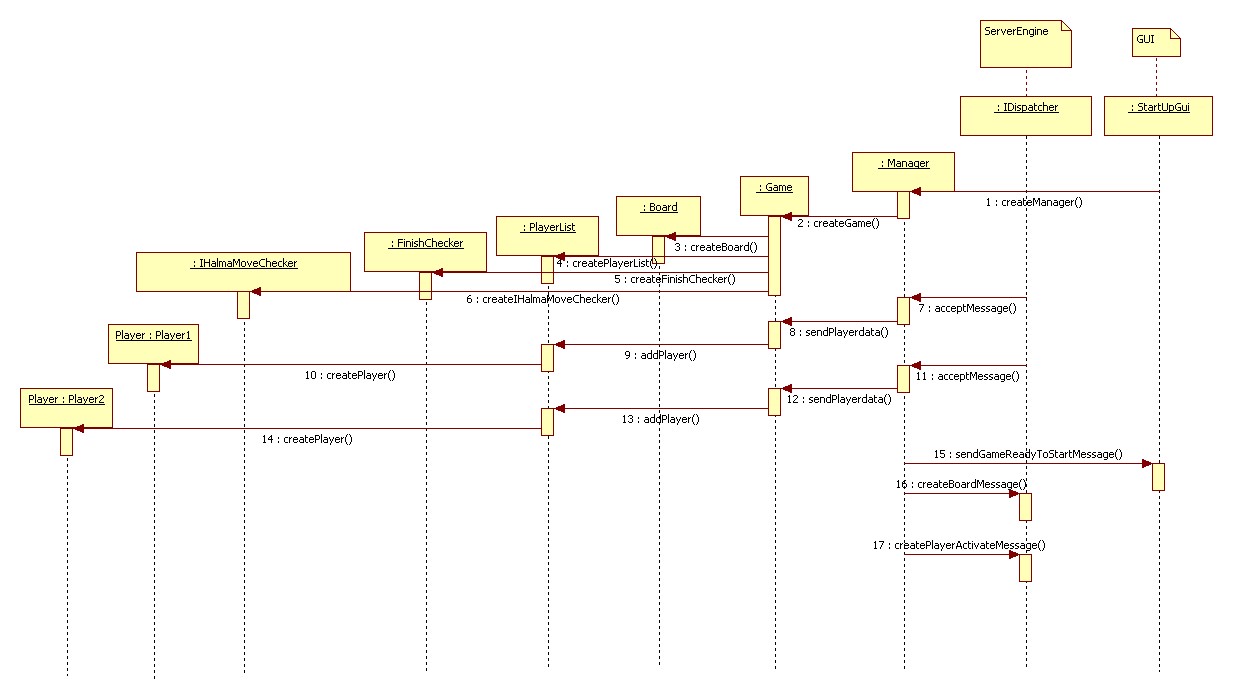 ServerEngine
GUI
: IDispatcher
: StartUpGui
: Manager
: Game
: Board
: PlayerList
: FinishChecker
: IHalmaMoveChecker
Player : Player1
Player : Player2
1 : createManager()
2 : createGame()
3 : createBoard()
4 : createPlayerList()
5 : createFinishChecker()
6 : createIHalmaMoveChecker()
7 : acceptMessage()
8 : sendPlayerdata()
9 : addPlayer()
10 : createPlayer()
11 : acceptMessage()
12 : sendPlayerdata()
13 : addPlayer()
14 : createPlayer()
15 : sendGameReadyToStartMessage()
16 : createBoardMessage()
17 : createPlayerActivateMessage()